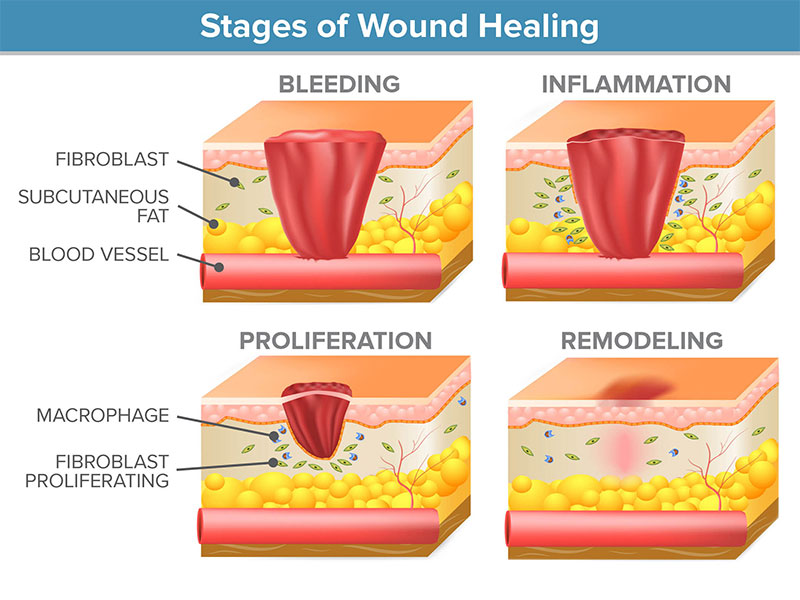 Stages of Wound Healing
BLEEDING
INFLAMMATION
FIBROBLAST
SUBCUTANEOUS
FAT
BLOOD VESSEL
PROLIFERATION
REMODELING
MACROPHAGE
FIBROBLAST
PROLIFERATING